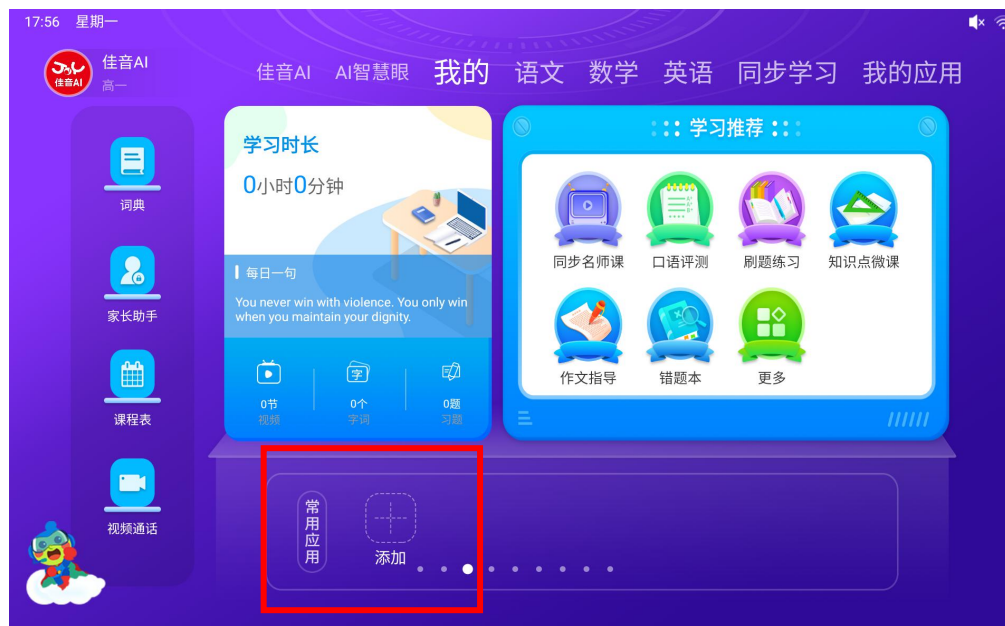 17:56 星期一
佳音AI
佳音AI
高一
佳音AI AI智慧眼 我的 语文 数学 英语 同步学习 我的应用
词典
家长助手
课程表
视频通话
学习时长
0小时0分钟
每日一句
You never win with violence. You only win
when you maintain your dignity.
0节 0个 0题
视频 字词 习题
学习推荐
同步名师课 口语评测 刷题练习 知识点微课
作文指导 错题本 更多
常用应用
添加